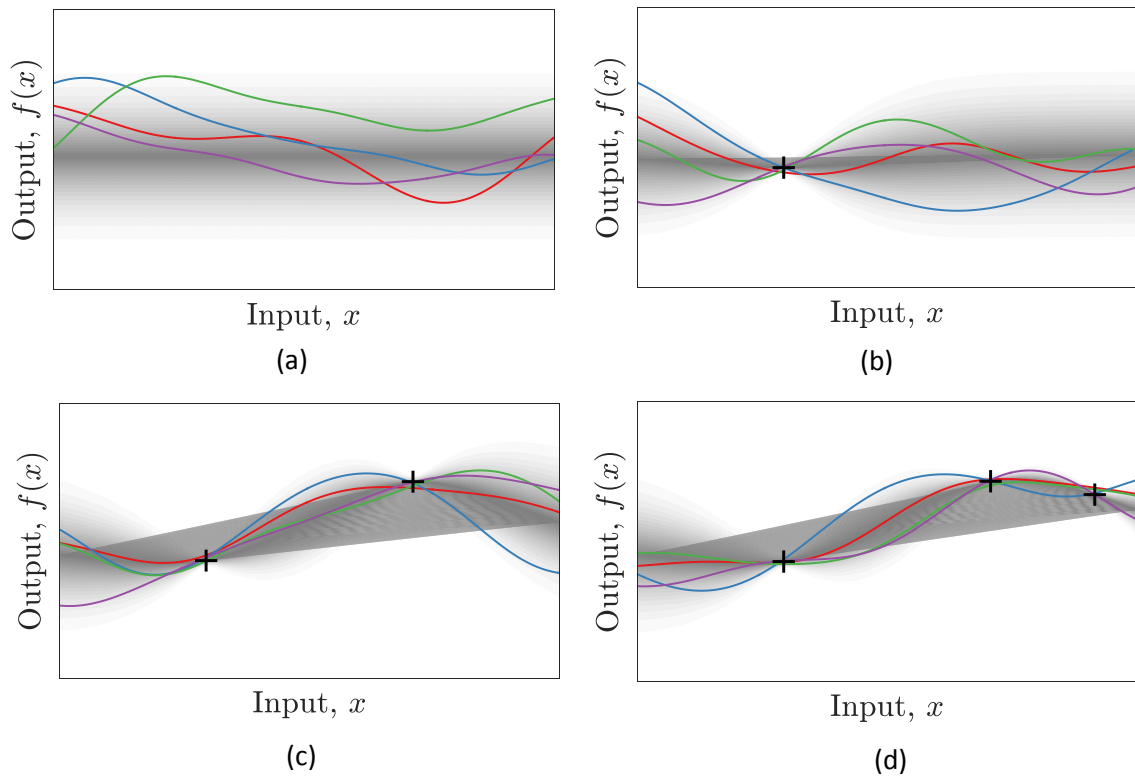 Output, f(x)
Input, x
(a)
Output, f(x)
Input, x
(b)
Output, f(x)
Input, x
(c)
Output, f(x)
Input, x
(d)